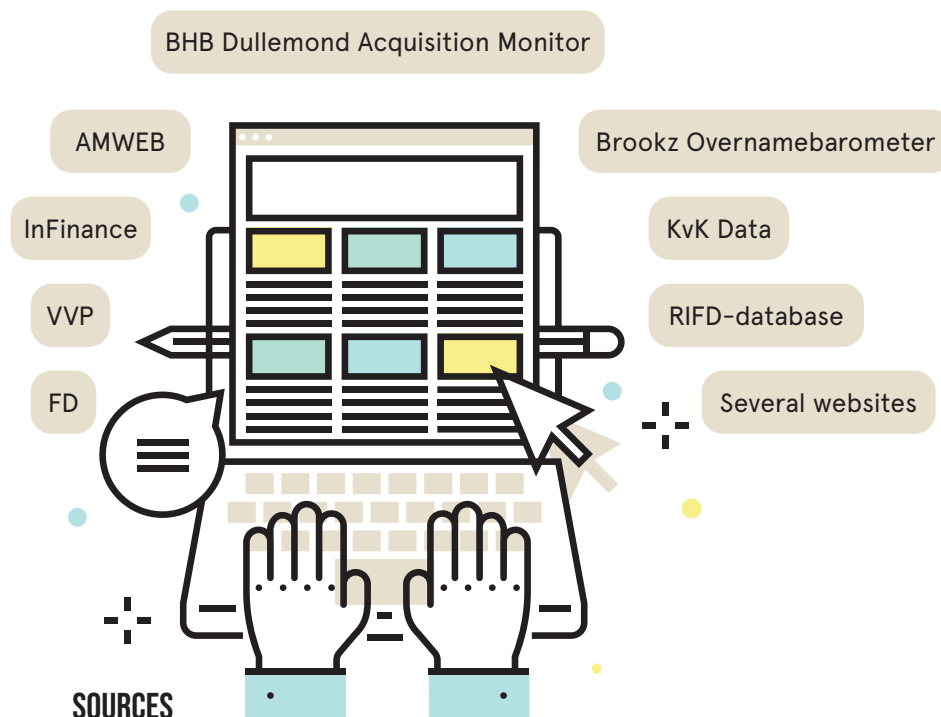 BHB Dullemond Acquisition Monitor
AMWEB
Brookz Overnamebarometer
InFinance
KvK Data
VVP
RIFD-database
FD
Several websites
SOURCES